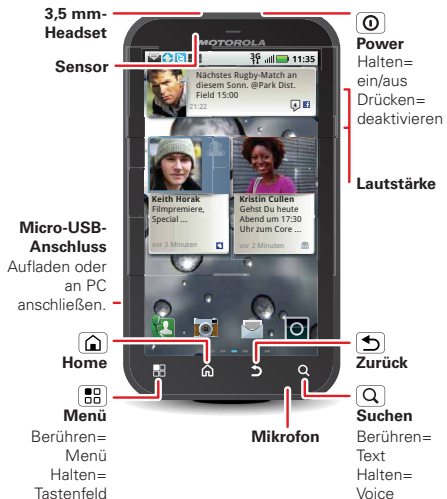 3,5 mm-
Headset
Sensor
Power
Halten=
ein/aus
Drücken=
deaktivieren
Lautstärke
MOTOROLA
3G
11:35
Nächstes Rugby-Match an
diesem Sonn. @Park Dist.
Field 15:00
21:22
Keith Horak
Filmpremiere,
Special ...
vor 3 Minuten
Kristin Cullen
Gehst Du heute
Abend um 17:30
Uhr zum Core ...
vor 2 Minuten
Micro-USB-
Anschluss
Aufladen oder
an PC
anschließen.
Home
Zurück
Menü
Berühren=
Menü
Halten=
Tastenfeld
Mikrofon
Suchen
Berühren=
Text
Halten=
Voice